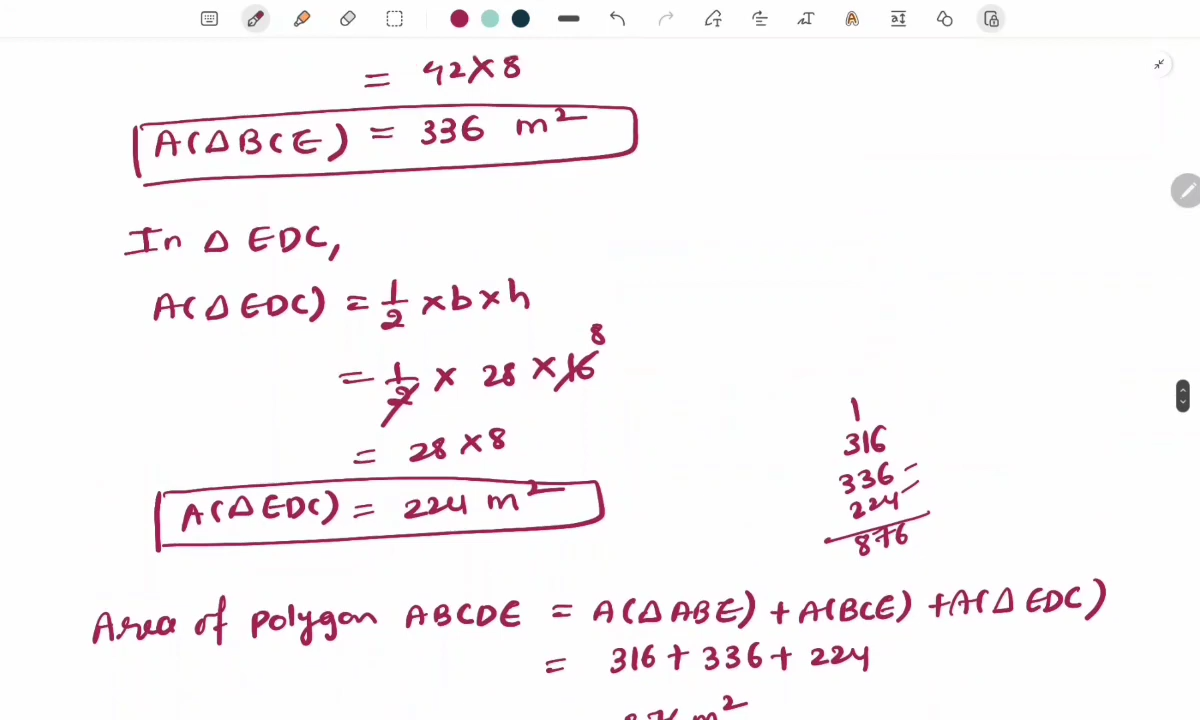 = 42×8
A(△BCE) = 336 m²
In △ EDC,
A(△EDC) = 1/2 × b × h
= 1/2 × 28 × 16 8
= 28 × 8
A(△EDC) = 224 m²
1
316
336
224
876
Area of polygon ABCDE = A(△ABE) + A(BCE) + A(△EDC)
= 316 + 336 + 224
m²